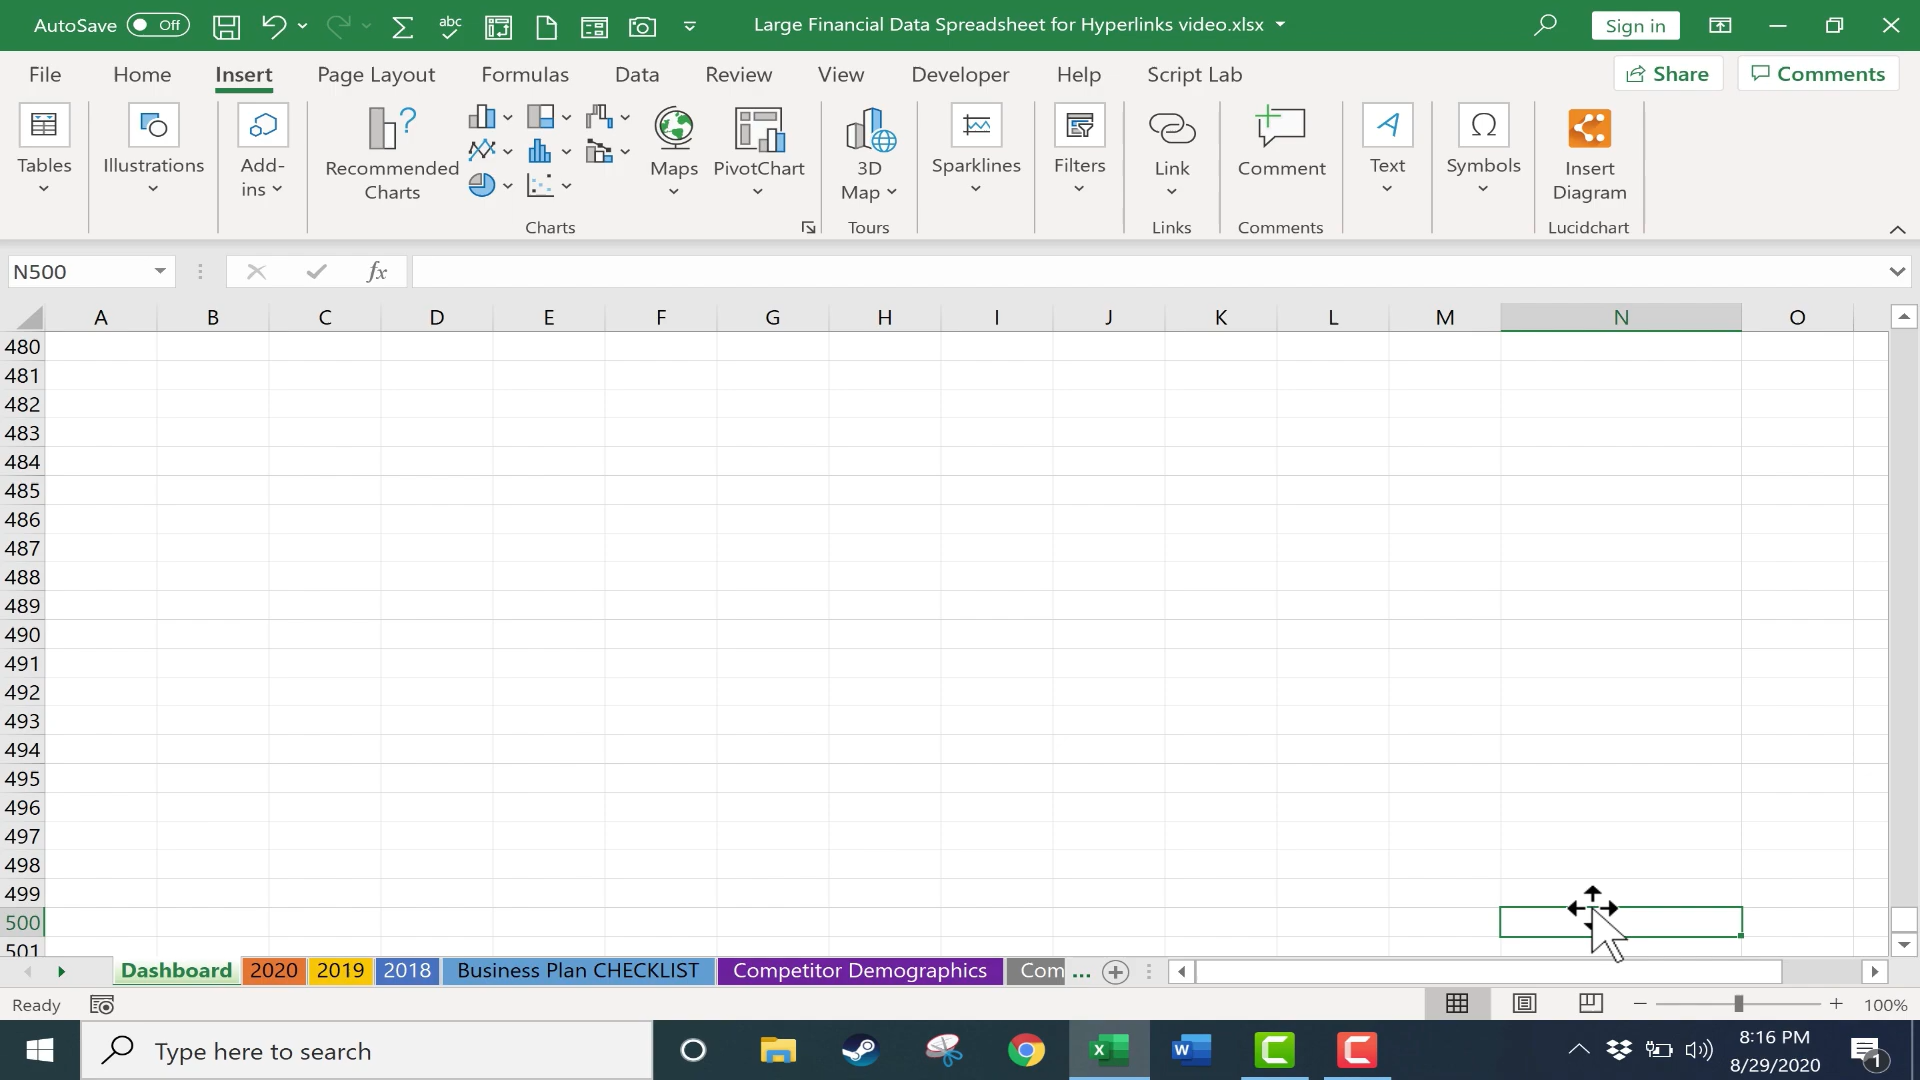 AutoSave Off abc Large Financial Data Spreadsheet for Hyperlinks video.xlsx Sign in
File Home Insert Page Layout Formulas Data Review View Developer Help Script Lab Share Comments
Tables Illustrations Add-ins Recommended Charts Maps PivotChart 3D Map Sparklines Filters Link Comment Text Symbols Insert Diagram
Charts Tours Links Comments Lucidchart
N500 fx
A B C D E F G H I J K L M N O
480
481
482
483
484
485
486
487
488
489
490
491
492
493
494
495
496
497
498
499
500
501
Dashboard 2020 2019 2018 Business Plan CHECKLIST Competitor Demographics Com ...
Ready 100%
Type here to search 8:16 PM
8/29/2020 1